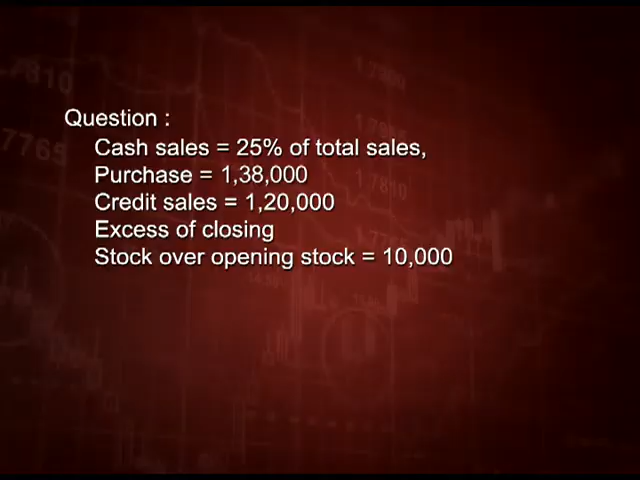 Question :
Cash sales = 25% of total sales,
Purchase = 1,38,000
Credit sales = 1,20,000
Excess of closing
Stock over opening stock = 10,000